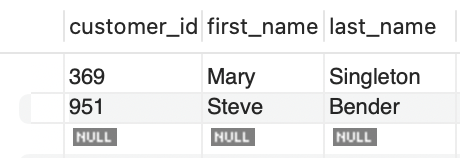 customer_id first_name last_name
369 Mary Singleton
951 Steve Bender
NULL NULL NULL